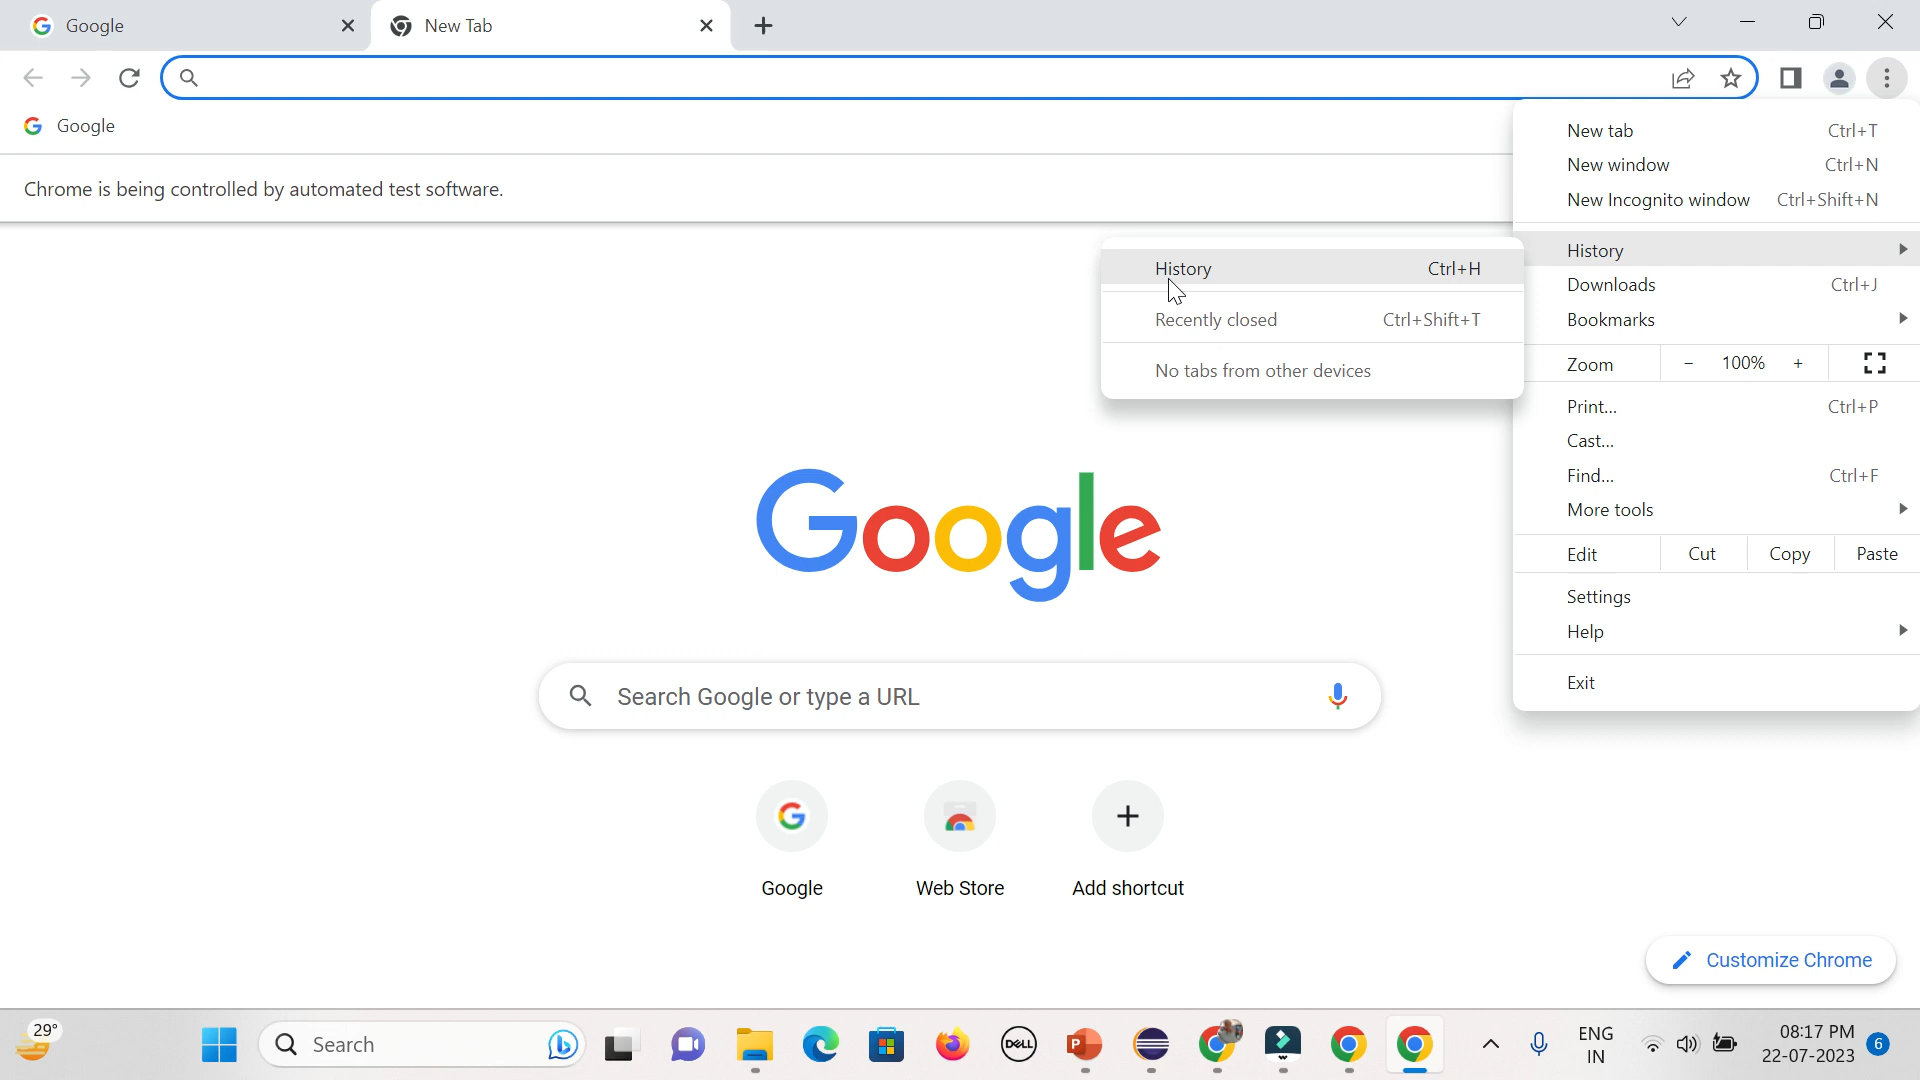 Google
New Tab
Google
Chrome is being controlled by automated test software.
New tab Ctrl+T
New window Ctrl+N
New Incognito window Ctrl+Shift+N
History
Downloads Ctrl+J
Bookmarks
Zoom - 100% +
Print... Ctrl+P
Cast...
Find... Ctrl+F
More tools
Edit Cut Copy Paste
Settings
Help
Exit
History Ctrl+H
Recently closed Ctrl+Shift+T
No tabs from other devices
Google
Search Google or type a URL
Google
Web Store
Add shortcut
Customize Chrome
29°
Search
DELL
P
ENG
IN
08:17 PM
22-07-2023
6